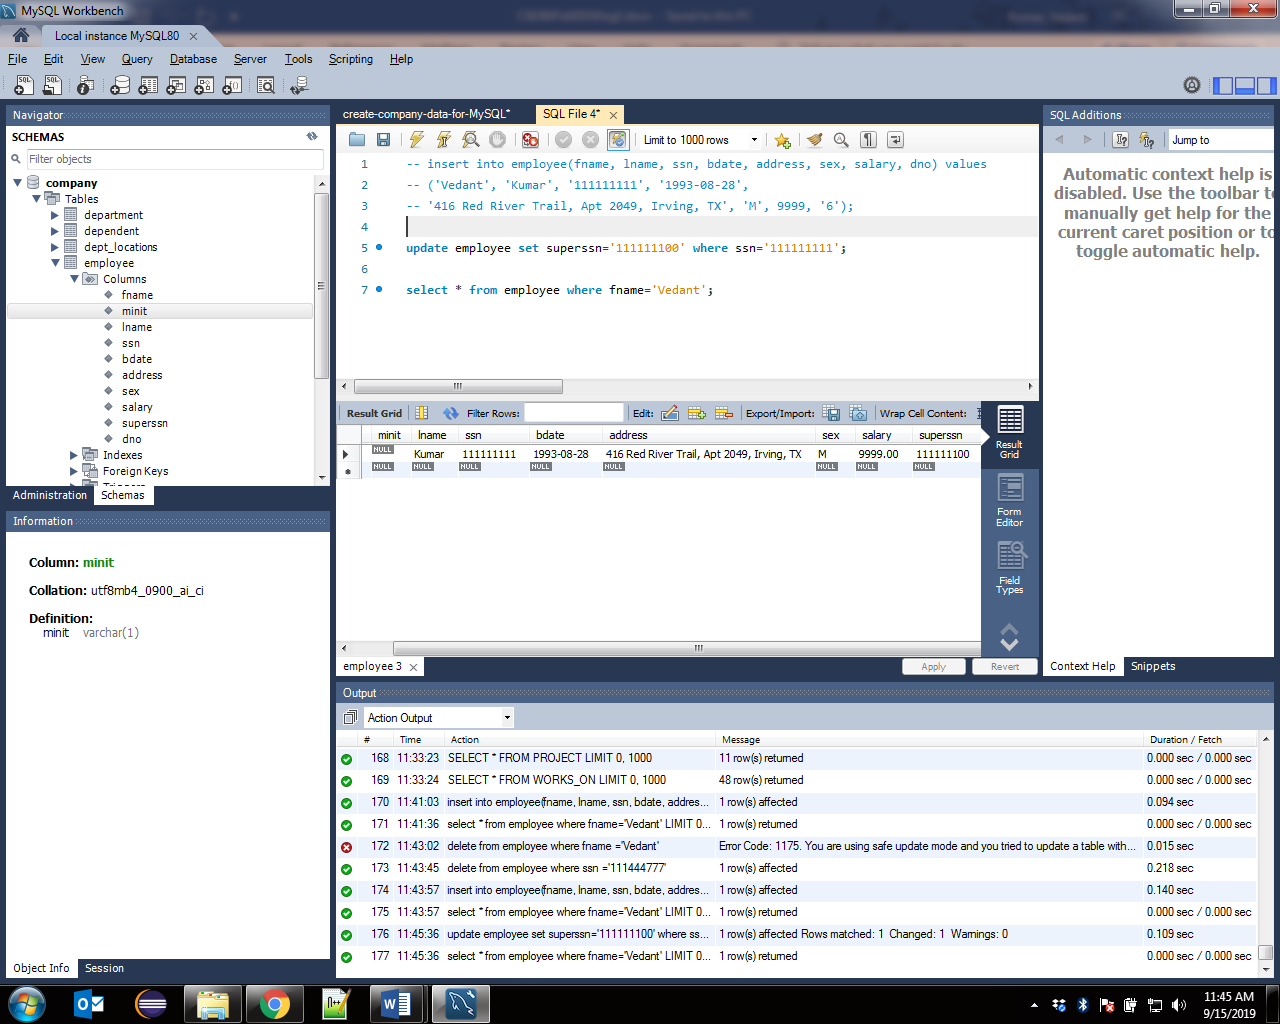 MySQL Workbench
Local instance MySQL80
File Edit View Query Database Server Tools Scripting Help
Navigator
SCHEMAS
Filter objects
company
Tables
department
dependent
dept_locations
employee
Columns
fname
minit
lname
ssn
bdate
address
sex
salary
superssn
dno
Indexes
Foreign Keys
Administration Schemas
Information
Column: minit
Collation: utf8mb4_0900_ai_ci
Definition:
minit varchar(1)
Object Info Session
create-company-data-for-MySQL* SQL File 4*
Limit to 1000 rows
1 -- insert into employee(fname, lname, ssn, bdate, address, sex, salary, dno) values
2 -- ('Vedant', 'Kumar', '111111111', '1993-08-28',
3 -- '416 Red River Trail, Apt 2049, Irving, TX', 'M', 9999, '6');
4
5 update employee set superssn='111111100' where ssn='111111111';
6
7 select * from employee where fname='Vedant';
Result Grid Filter Rows: Edit: Export/Import: Wrap Cell Content:
minit lname ssn bdate address sex salary superssn
NULL Kumar 111111111 1993-08-28 416 Red River Trail, Apt 2049, Irving, TX M 9999.00 111111100
NULL NULL NULL NULL NULL NULL NULL NULL
Result Grid
Form Editor
Field Types
employee 3 Apply Revert
SQL Additions
Jump to
Automatic context help is
disabled. Use the toolbar to
manually get help for the
current caret position or to
toggle automatic help.
Context Help Snippets
Output
Action Output
# Time Action Message Duration / Fetch
168 11:33:23 SELECT * FROM PROJECT LIMIT 0, 1000 11 row(s) returned 0.000 sec / 0.000 sec
169 11:33:24 SELECT * FROM WORKS_ON LIMIT 0, 1000 48 row(s) returned 0.000 sec / 0.000 sec
170 11:41:03 insert into employee(fname, lname, ssn, bdate, addres... 1 row(s) affected 0.094 sec
171 11:41:36 select * from employee where fname='Vedant' LIMIT 0... 1 row(s) returned 0.000 sec / 0.000 sec
172 11:43:02 delete from employee where fname ='Vedant' Error Code: 1175. You are using safe update mode and you tried to update a table with... 0.015 sec
173 11:43:45 delete from employee where ssn ='111444777' 1 row(s) affected 0.218 sec
174 11:43:57 insert into employee(fname, lname, ssn, bdate, addres... 1 row(s) affected 0.140 sec
175 11:43:57 select * from employee where fname='Vedant' LIMIT 0... 1 row(s) returned 0.000 sec / 0.000 sec
176 11:45:36 update employee set superssn='111111100' where ss... 1 row(s) affected Rows matched: 1 Changed: 1 Warnings: 0 0.109 sec
177 11:45:36 select * from employee where fname='Vedant' LIMIT 0... 1 row(s) returned 0.000 sec / 0.000 sec
11:45 AM
9/15/2019